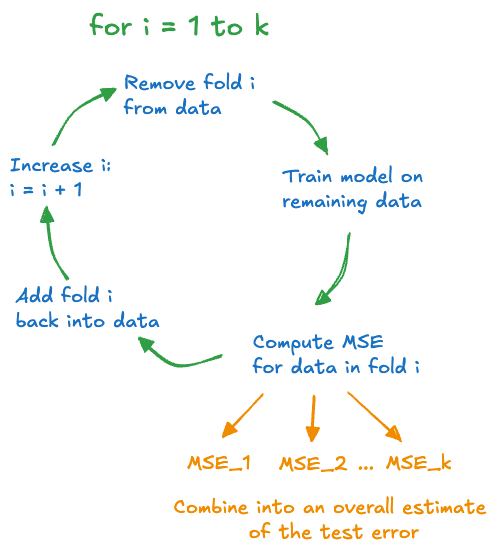 for i = 1 to k
Remove fold i
from data
Train model on
remaining data
Compute MSE
for data in fold i
Add fold i
back into data
Increase i:
i = i + 1
MSE_1 MSE_2 ... MSE_k
Combine into an overall estimate
of the test error